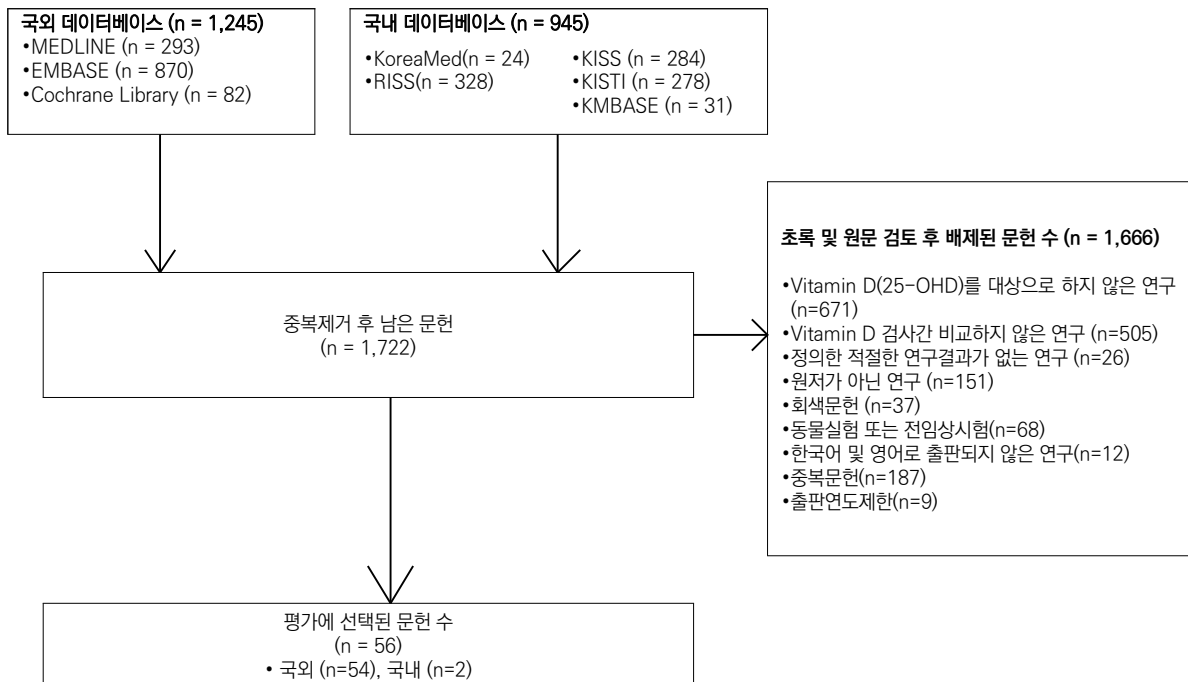 국외 데이터베이스 (n = 1,245)
•MEDLINE (n = 293)
•EMBASE (n = 870)
•Cochrane Library (n = 82)
국내 데이터베이스 (n = 945)
•KoreaMed(n = 24)
•RISS(n = 328)
•KISS (n = 284)
•KISTI (n = 278)
•KMBASE (n = 31)
중복제거 후 남은 문헌
(n = 1,722)
초록 및 원문 검토 후 배제된 문헌 수 (n = 1,666)
•Vitamin D(25-OHD)를 대상으로 하지 않은 연구
(n=671)
•Vitamin D 검사간 비교하지 않은 연구 (n=505)
•정의한 적절한 연구결과가 없는 연구 (n=26)
•원저가 아닌 연구 (n=151)
•회색문헌 (n=37)
•동물실험 또는 전임상시험(n=68)
•한국어 및 영어로 출판되지 않은 연구(n=12)
•중복문헌(n=187)
•출판연도제한(n=9)
평가에 선택된 문헌 수
(n = 56)
• 국외 (n=54), 국내 (n=2)